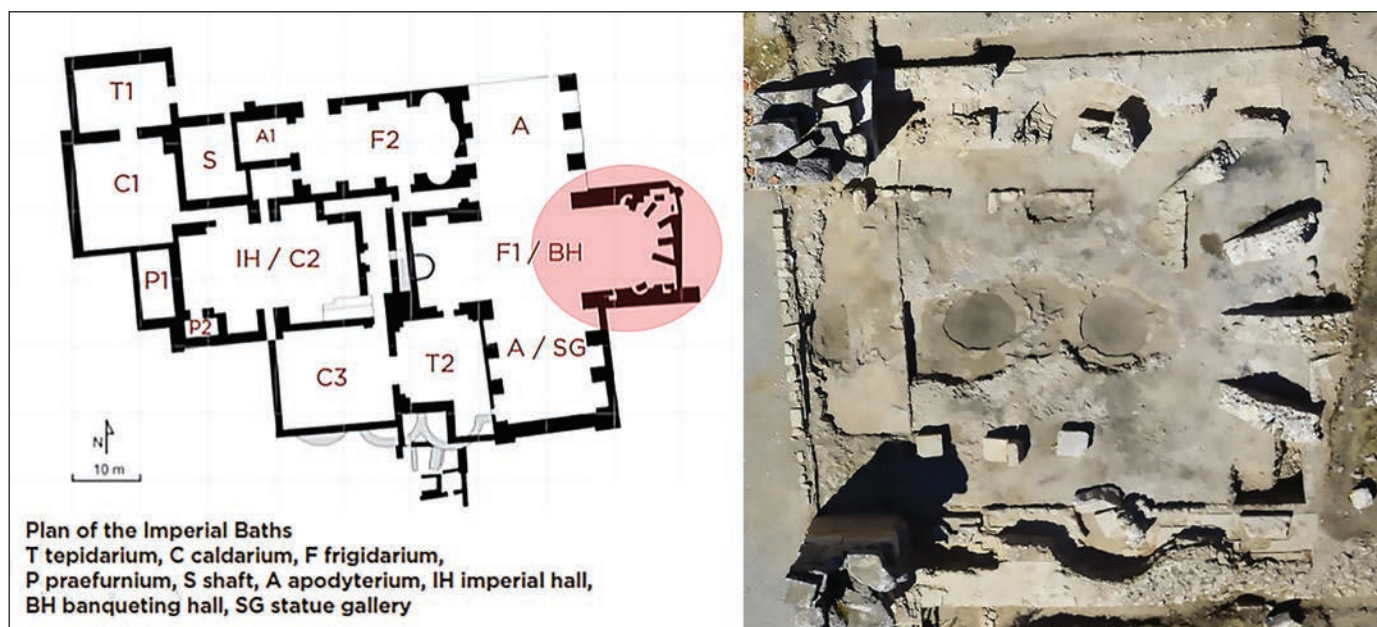 T1
A1
A
S
F2
C1
IH / C2
F1 / BH
P1
P2
A / SG
C3
T2
N
10 m
Plan of the Imperial Baths
T tepidarium, C caldarium, F frigidarium,
P praefurnium, S shaft, A apodyterium, IH imperial hall,
BH banqueting hall, SG statue gallery